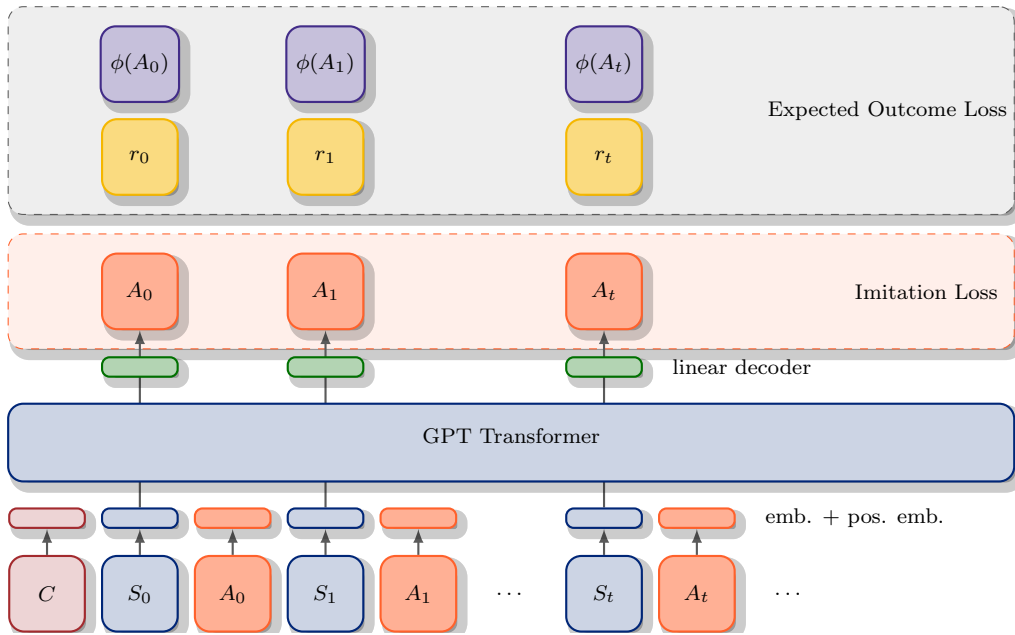 ϕ(A₀) ϕ(A₁) ϕ(Aₜ)
Expected Outcome Loss
r₀ r₁ rₜ
A₀ A₁ Aₜ Imitation Loss
linear decoder
GPT Transformer
emb. + pos. emb.
C S₀ A₀ S₁ A₁ ⋯ Sₜ Aₜ ⋯